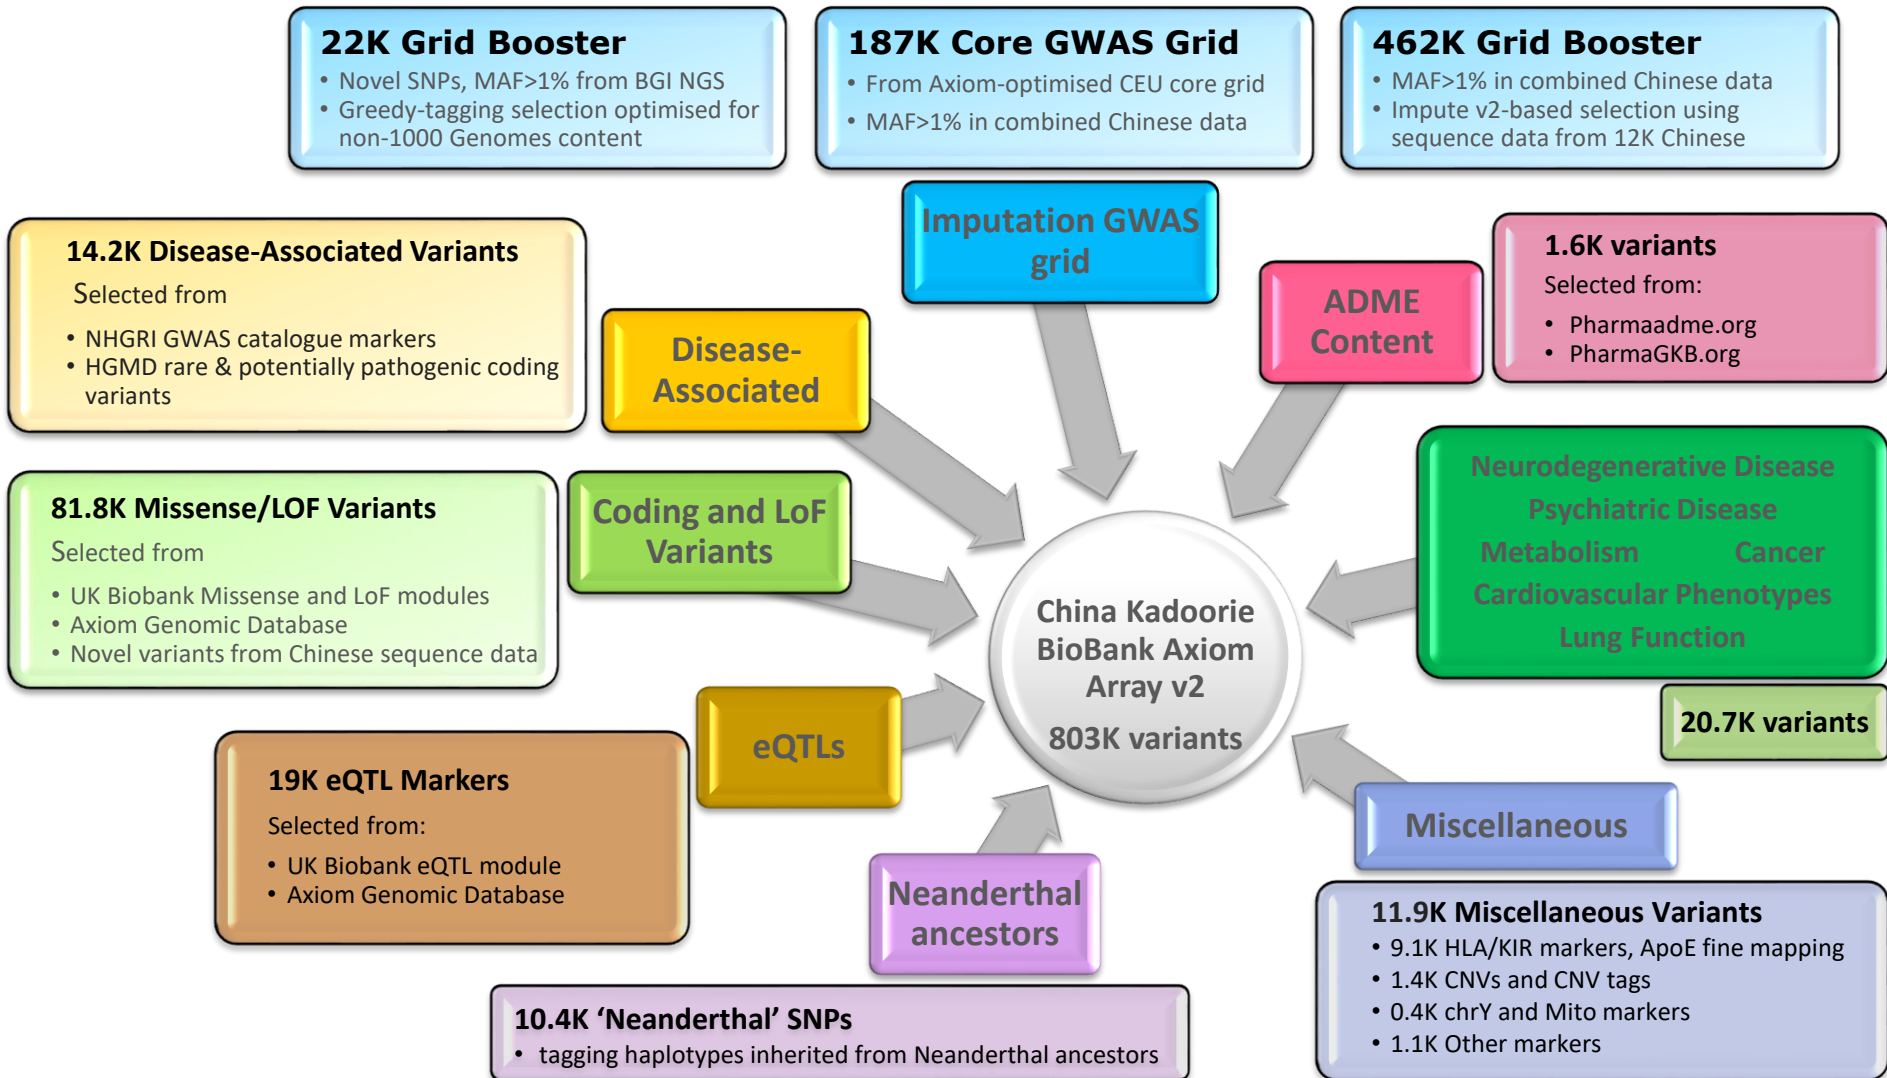 22K Grid Booster
• Novel SNPs, MAF>1% from BGI NGS
• Greedy-tagging selection optimised for
non-1000 Genomes content
187K Core GWAS Grid
• From Axiom-optimised CEU core grid
• MAF>1% in combined Chinese data
462K Grid Booster
• MAF>1% in combined Chinese data
• Impute v2-based selection using
sequence data from 12K Chinese
Imputation GWAS
grid
14.2K Disease-Associated Variants
Selected from
• NHGRI GWAS catalogue markers
• HGMD rare & potentially pathogenic coding
variants
Disease-
Associated
ADME
Content
1.6K variants
Selected from:
• Pharmaadme.org
• PharmaGKB.org
81.8K Missense/LOF Variants
Selected from
• UK Biobank Missense and LoF modules
• Axiom Genomic Database
• Novel variants from Chinese sequence data
Coding and LoF
Variants
China Kadoorie
BioBank Axiom
Array v2
803K variants
Neurodegenerative Disease
Psychiatric Disease
Metabolism Cancer
Cardiovascular Phenotypes
Lung Function
20.7K variants
eQTLs
19K eQTL Markers
Selected from:
• UK Biobank eQTL module
• Axiom Genomic Database
Neanderthal
ancestors
10.4K ‘Neanderthal’ SNPs
• tagging haplotypes inherited from Neanderthal ancestors
Miscellaneous
11.9K Miscellaneous Variants
• 9.1K HLA/KIR markers, ApoE fine mapping
• 1.4K CNVs and CNV tags
• 0.4K chrY and Mito markers
• 1.1K Other markers